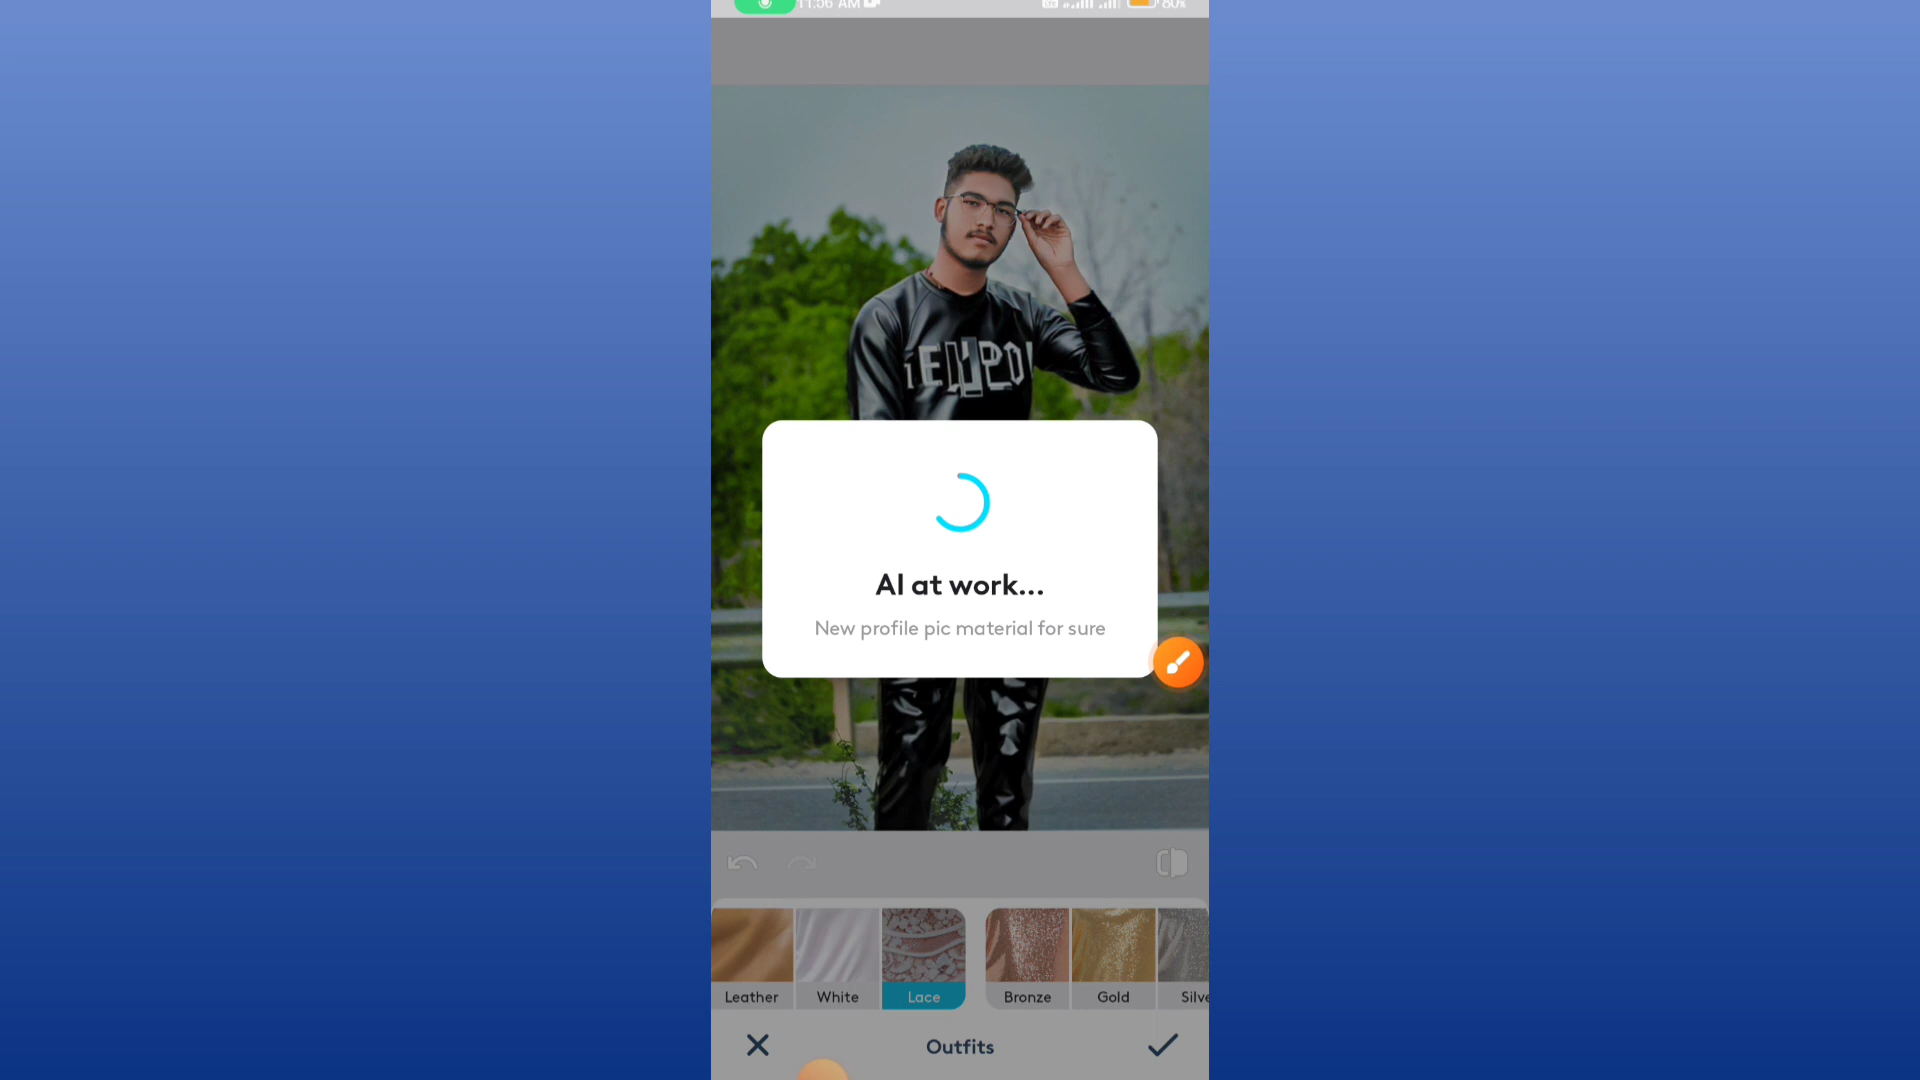 11:56 AM
80%
AI at work...
New profile pic material for sure
Leather
White
Lace
Bronze
Gold
Silve
Outfits